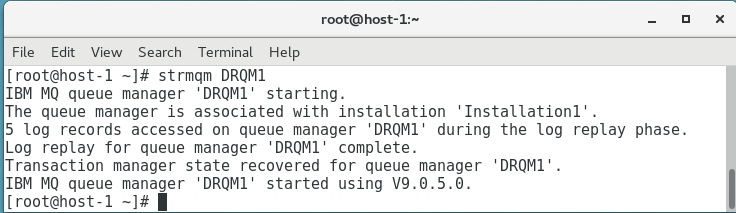 root@host-1:~
File Edit View Search Terminal Help
[root@host-1 ~]# strmqm DRQM1
IBM MQ queue manager 'DRQM1' starting.
The queue manager is associated with installation 'Installation1'.
5 log records accessed on queue manager 'DRQM1' during the log replay phase.
Log replay for queue manager 'DRQM1' complete.
Transaction manager state recovered for queue manager 'DRQM1'.
IBM MQ queue manager 'DRQM1' started using V9.0.5.0.
[root@host-1 ~]#